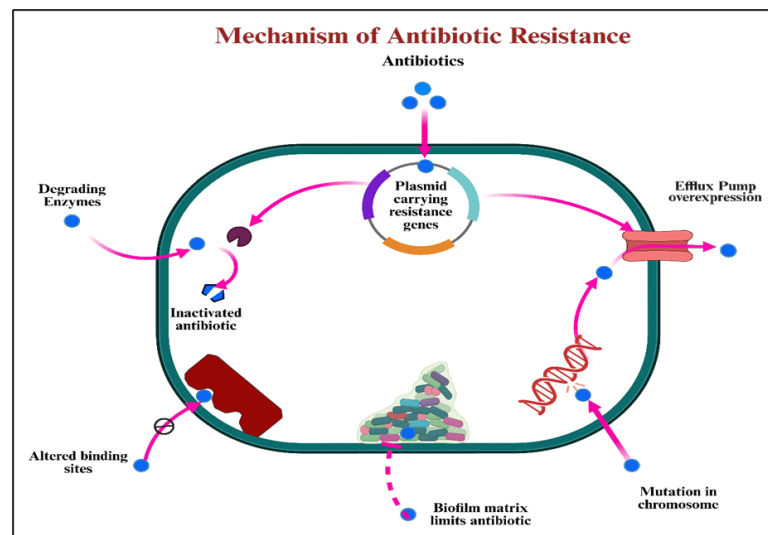 Mechanism of Antibiotic Resistance
Antibiotics
Degrading
Enzymes
Plasmid
carrying
resistance
genes
Efflux Pump
overexpression
Inactivated
antibiotic
Altered binding
sites
Biofilm matrix
limits antibiotic
Mutation in
chromosome